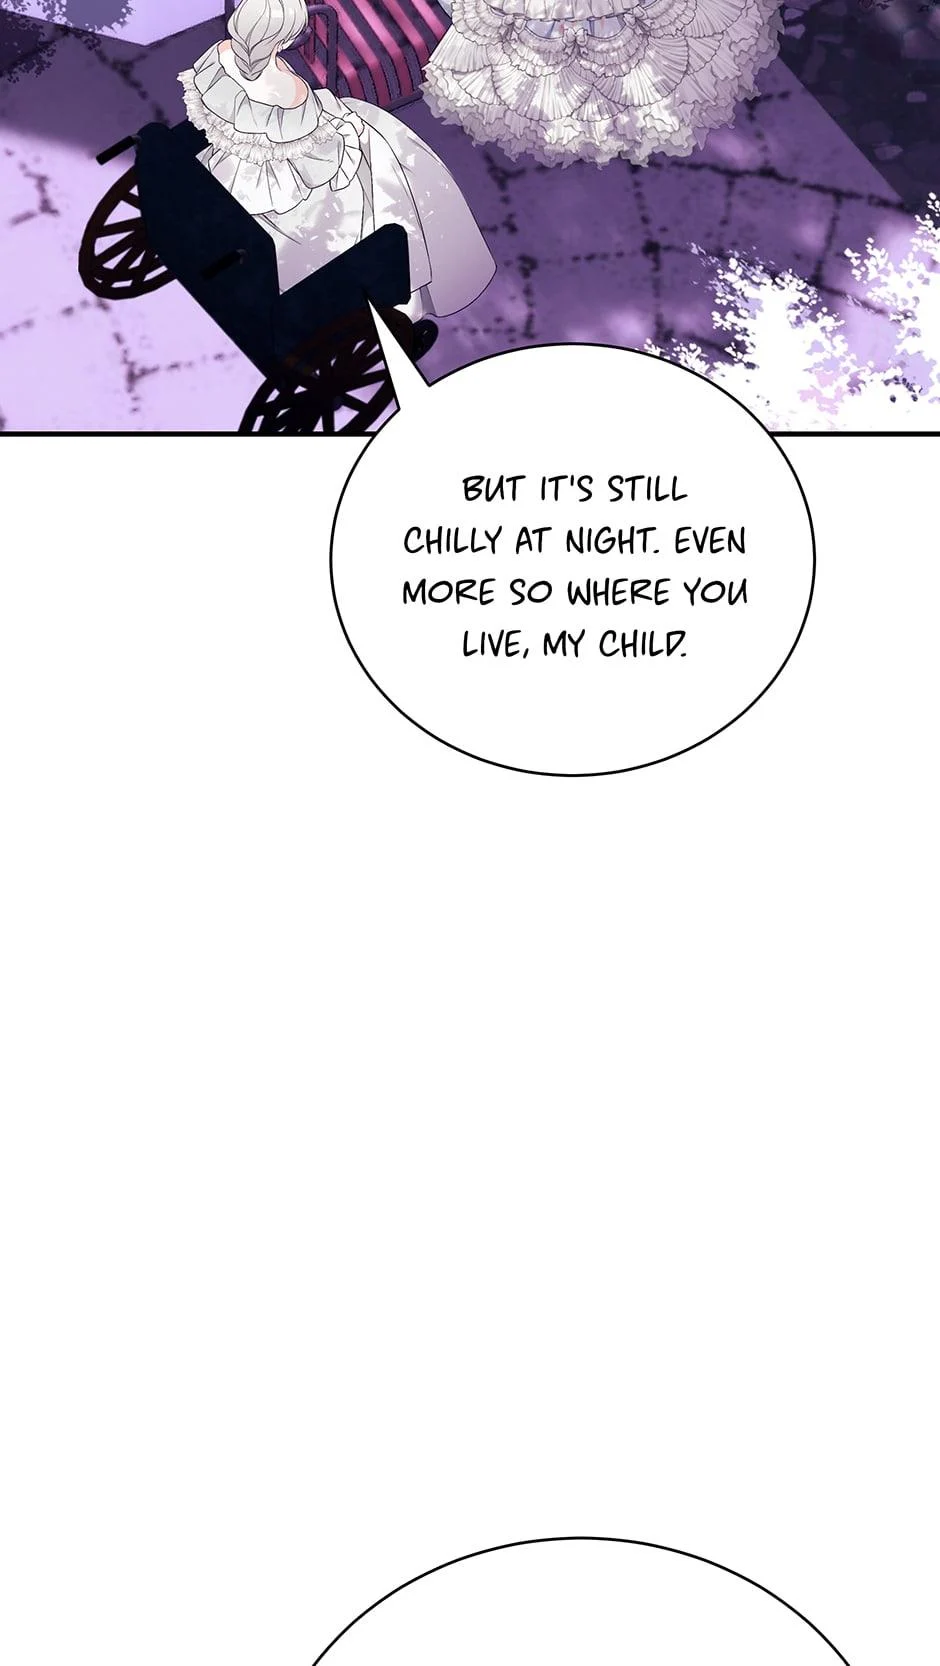 BUT IT'S STILL
CHILLY AT NIGHT. EVEN
MORE SO WHERE YOU
LIVE, MY CHILD.